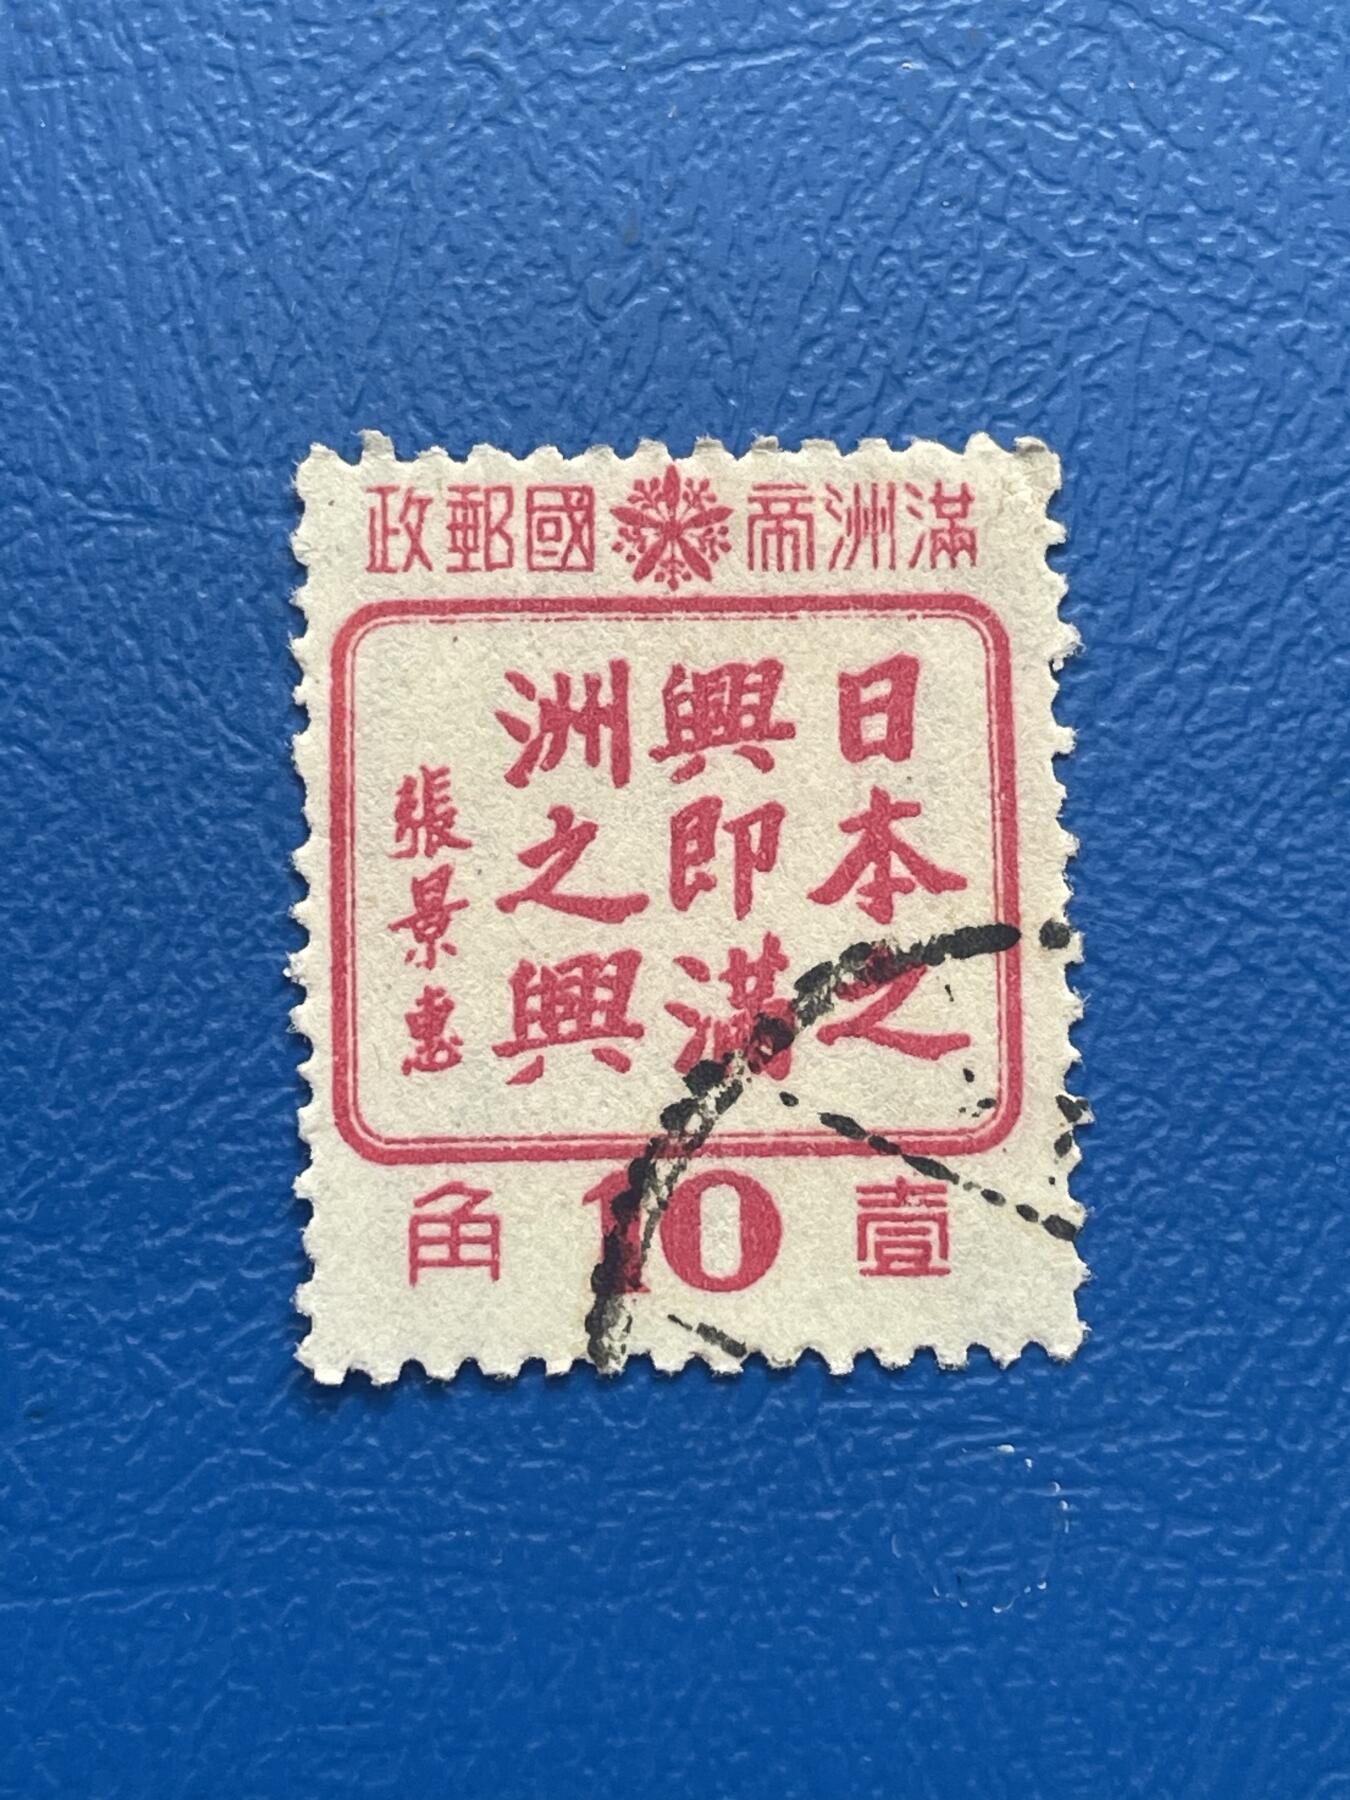 滿洲帝國郵政
日本之
興即滿
洲之興
張景惠
壹 10 角